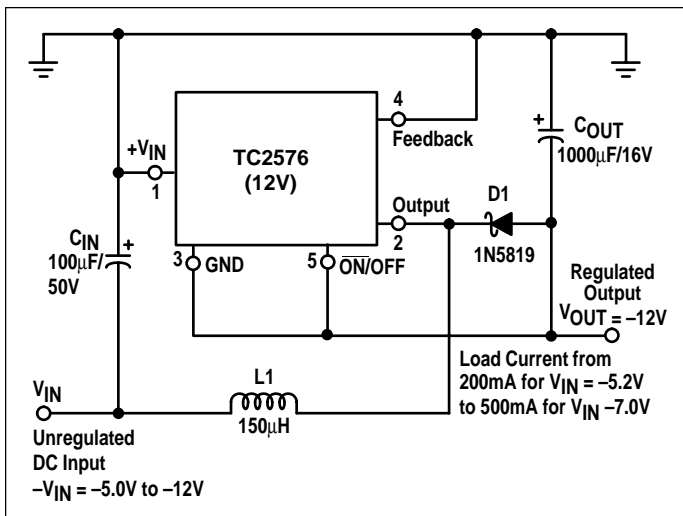 4
Feedback
+
COUT
1000µF/16V
TC2576
(12V)
+VIN
1
Output
2
D1
1N5819
CIN
100µF/
50V
+
3
GND
5
ON/OFF
Regulated
Output
VOUT = –12V
Load Current from
200mA for VIN = –5.2V
to 500mA for VIN –7.0V
VIN
L1
150µH
Unregulated
DC Input
–VIN = –5.0V to –12V